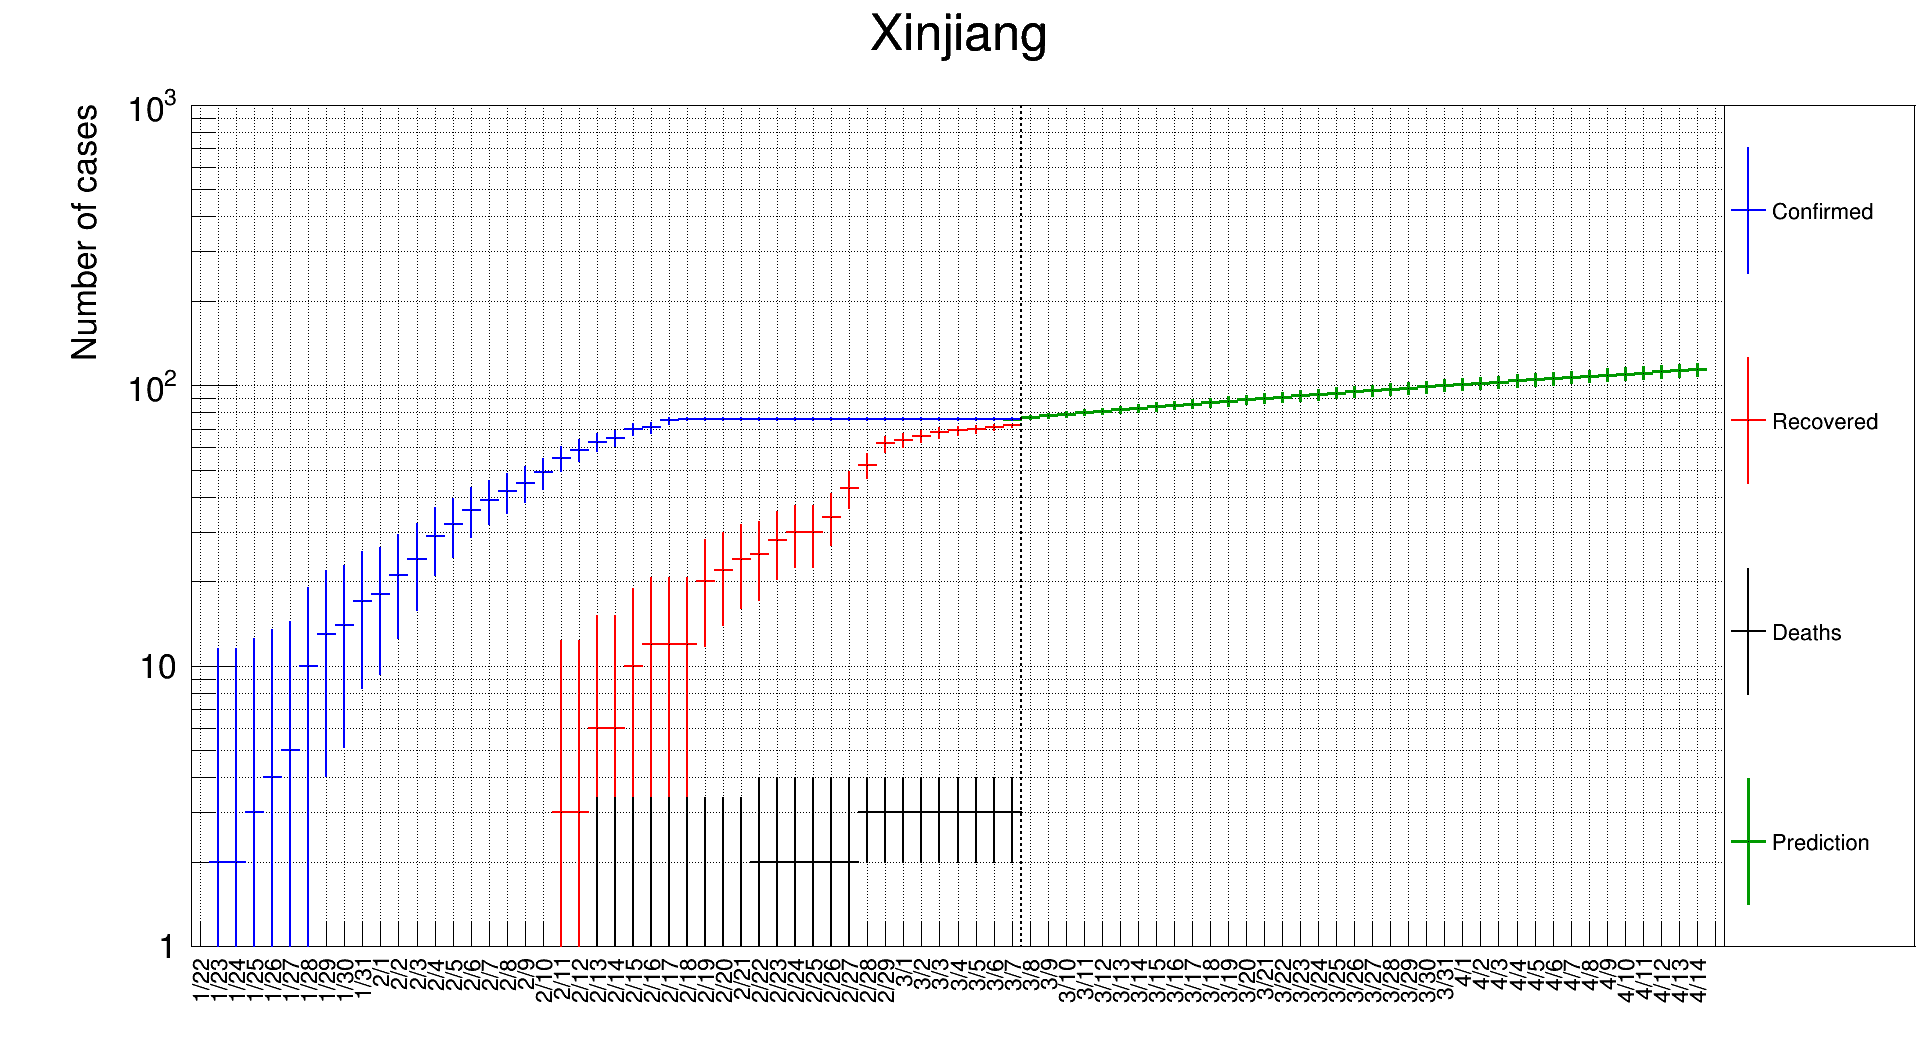 Xinjiang
Number of cases
10³
10²
10
1
1/22 1/23 1/24 1/25 1/26 1/27 1/28 1/29 1/30 1/31 2/1 2/2 2/3 2/4 2/5 2/6 2/7 2/8 2/9 2/10 2/11 2/12 2/13 2/14 2/15 2/16 2/17 2/18 2/19 2/20 2/21 2/22 2/23 2/24 2/25 2/26 2/27 2/28 2/29 3/1 3/2 3/3 3/4 3/5 3/6 3/7 3/8 3/9 3/10 3/11 3/12 3/13 3/14 3/15 3/16 3/17 3/18 3/19 3/20 3/21 3/22 3/23 3/24 3/25 3/26 3/27 3/28 3/29 3/30 3/31 4/1 4/2 4/3 4/4 4/5 4/6 4/7 4/8 4/9 4/10 4/11 4/12 4/13 4/14
Confirmed
Recovered
Deaths
Prediction